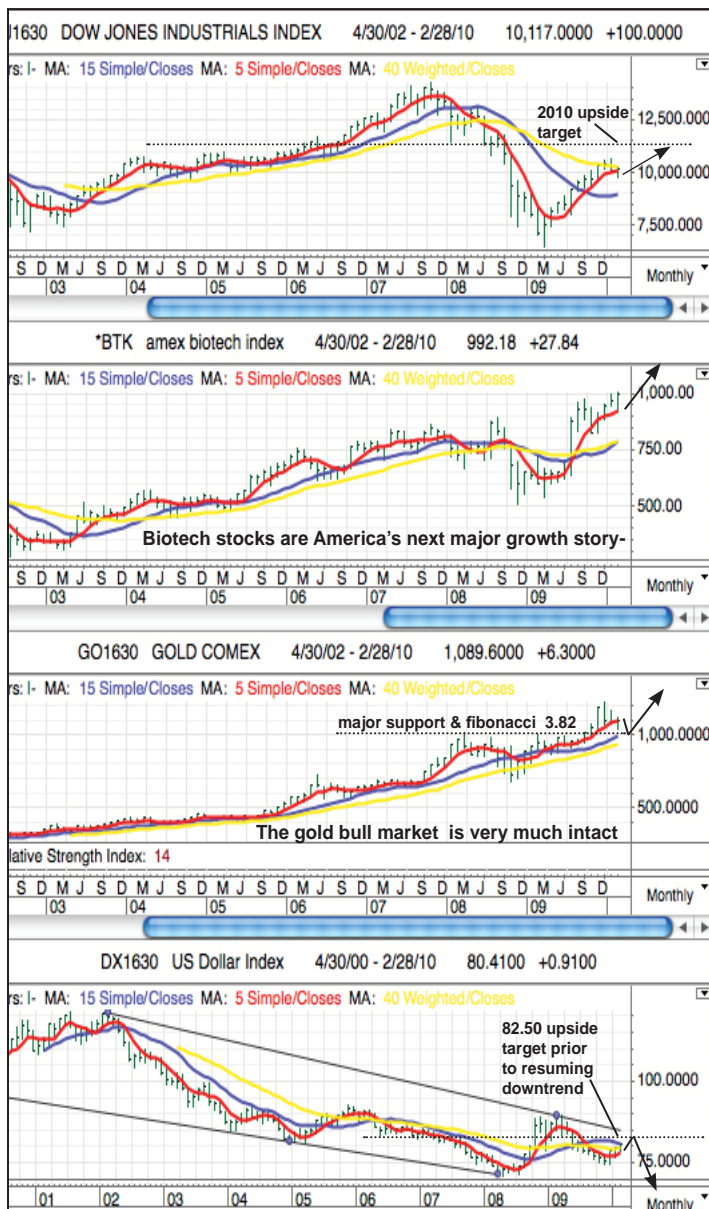 J1630 DOW JONES INDUSTRIALS INDEX 4/30/02 - 2/28/10 10,117.0000 +100.0000
rs: I- MA: 15 Simple/Closes MA: 5 Simple/Closes MA: 40 Weighted/Closes
2010 upside
target
12,500.000
10,000.000
7,500.000
S D M J S D M J S D M J S D M J S D M J S D M J S D M J S D
03 04 05 06 07 08 09
Monthly
*BTK amex biotech index 4/30/02 - 2/28/10 992.18 +27.84
rs: I- MA: 15 Simple/Closes MA: 5 Simple/Closes MA: 40 Weighted/Closes
1,000.00
750.00
500.00
Biotech stocks are America's next major growth story-
S D M J S D M J S D M J S D M J S D M J S D M J S D M J S D
03 04 05 06 07 08 09
Monthly
GO1630 GOLD COMEX 4/30/02 - 2/28/10 1,089.6000 +6.3000
rs: I- MA: 15 Simple/Closes MA: 5 Simple/Closes MA: 40 Weighted/Closes
major support & fibonacci 3.82
1,000.0000
500.0000
The gold bull market is very much intact
lative Strength Index: 14
S D M J S D M J S D M J S D M J S D M J S D M J S D M J S D
03 04 05 06 07 08 09
Monthly
DX1630 US Dollar Index 4/30/00 - 2/28/10 80.4100 +0.9100
rs: I- MA: 15 Simple/Closes MA: 5 Simple/Closes MA: 40 Weighted/Closes
82.50 upside
target prior
to resuming
downtrend
100.0000
75.0000
01 02 03 04 05 06 07 08 09
Monthly